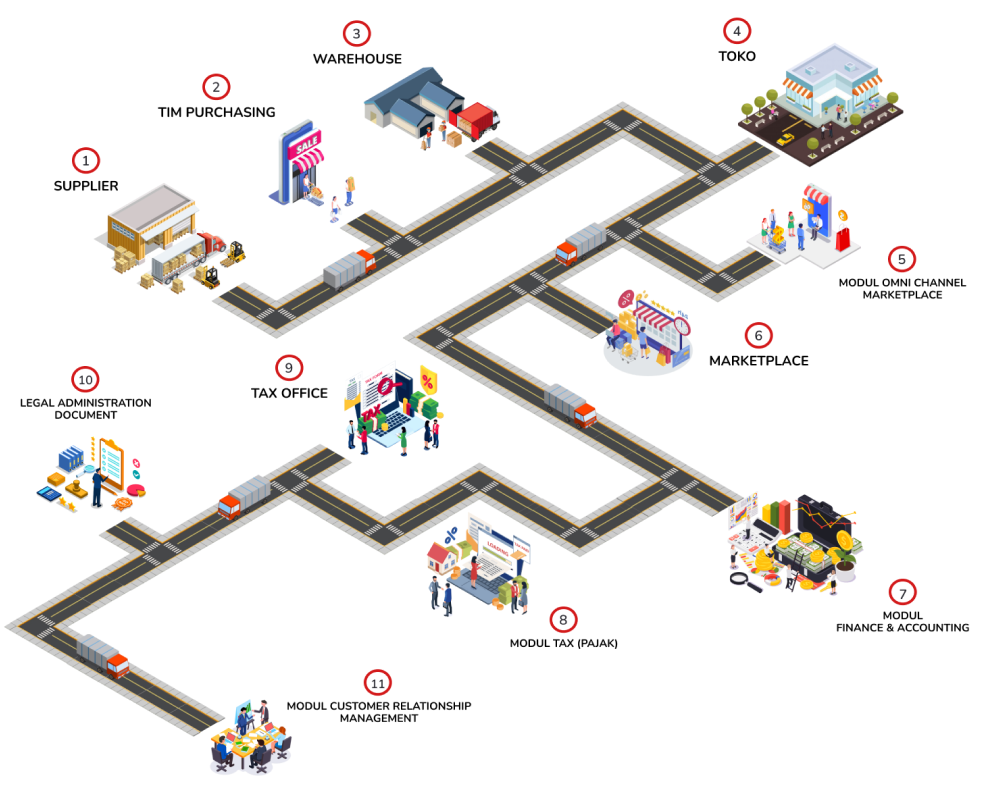 1
SUPPLIER
2
TIM PURCHASING
3
WAREHOUSE
4
TOKO
5
MODUL OMNI CHANNEL
MARKETPLACE
6
MARKETPLACE
7
MODUL
FINANCE & ACCOUNTING
8
MODUL TAX (PAJAK)
9
TAX OFFICE
10
LEGAL ADMINISTRATION
DOCUMENT
11
MODUL CUSTOMER RELATIONSHIP
MANAGEMENT
SALE
TAX
%
%
%
LOADING